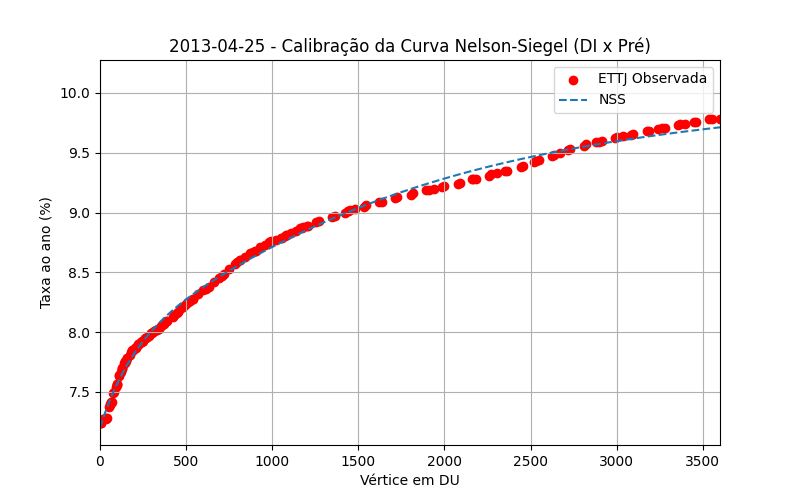 2013-04-25 - Calibração da Curva Nelson-Siegel (DI x Pré)
ETTJ Observada
NSS
Taxa ao ano (%)
10.0
9.5
9.0
8.5
8.0
7.5
0 500 1000 1500 2000 2500 3000 3500
Vértice em DU